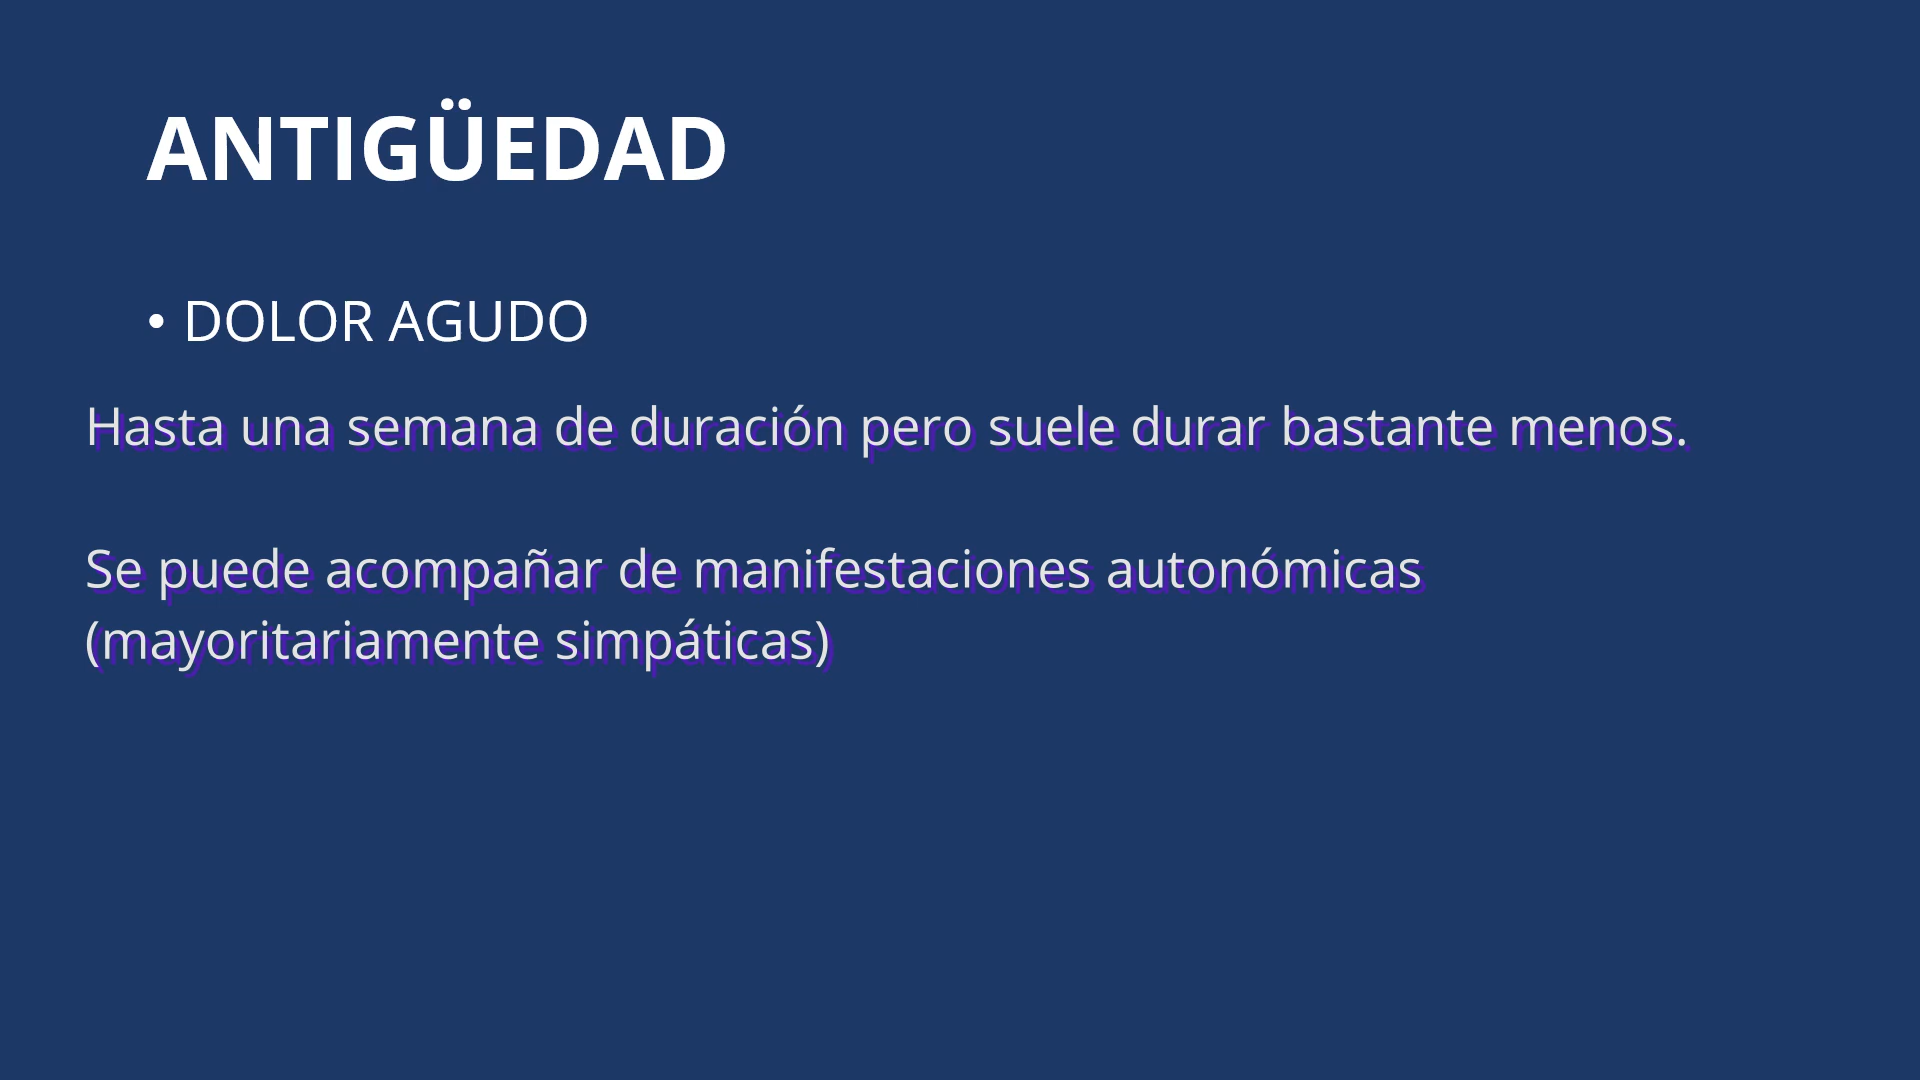 ANTIGÜEDAD
• DOLOR AGUDO
Hasta una semana de duración pero suele durar bastante menos.
Se puede acompañar de manifestaciones autonómicas
(mayoritariamente simpáticas)